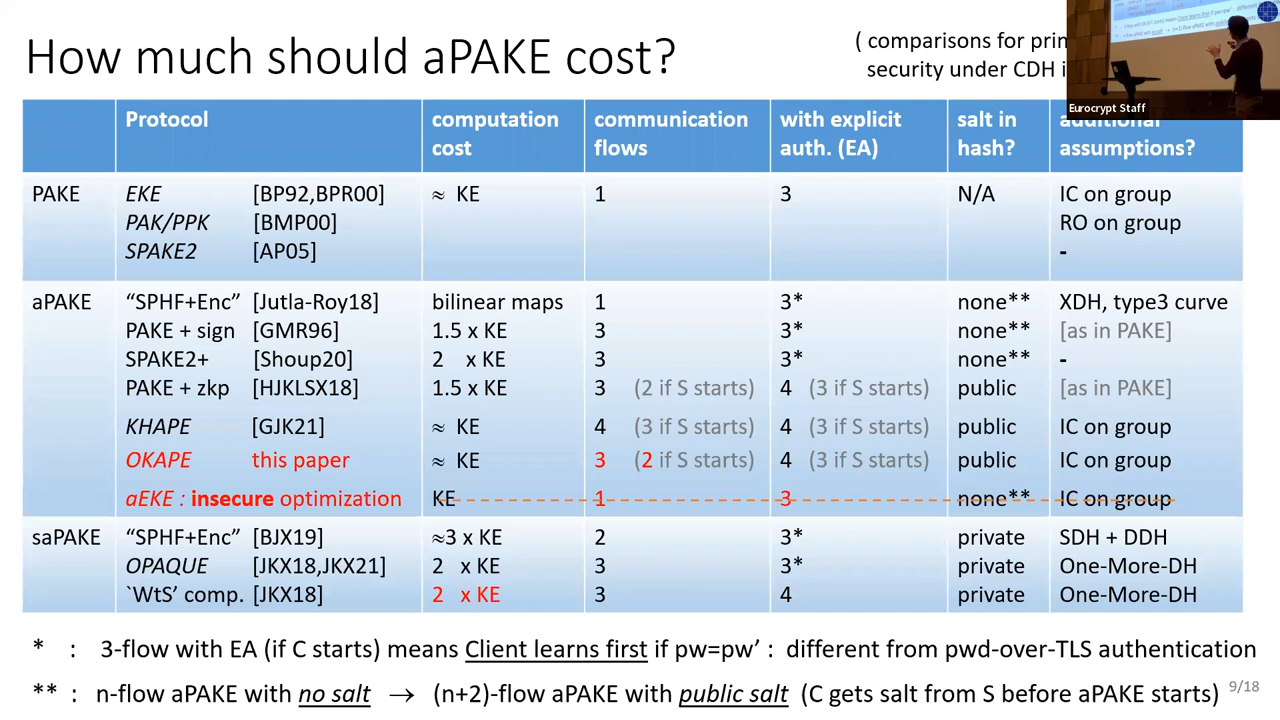 How much should aPAKE cost?
( comparisons for prim
security under CDH i
Eurocrypt Staff
Protocol computation cost communication flows with explicit auth. (EA) salt in hash? additional assumptions?
PAKE EKE [BP92,BPR00] ≈ KE 1 3 N/A IC on group
PAK/PPK [BMP00] RO on group
SPAKE2 [AP05] -
aPAKE “SPHF+Enc” [Jutla-Roy18] bilinear maps 1 3* none** XDH, type3 curve
PAKE + sign [GMR96] 1.5 x KE 3 3* none** [as in PAKE]
SPAKE2+ [Shoup20] 2 x KE 3 3* none** -
PAKE + zkp [HJKLSX18] 1.5 x KE 3 (2 if S starts) 4 (3 if S starts) public [as in PAKE]
KHAPE [GJK21] ≈ KE 4 (3 if S starts) 4 (3 if S starts) public IC on group
OKAPE this paper ≈ KE 3 (2 if S starts) 4 (3 if S starts) public IC on group
aEKE : insecure optimization KE 1 3 none** IC on group
saPAKE “SPHF+Enc” [BJX19] ≈3 x KE 2 3* private SDH + DDH
OPAQUE [JKX18,JKX21] 2 x KE 3 3* private One-More-DH
`WtS’ comp. [JKX18] 2 x KE 3 4 private One-More-DH
* : 3-flow with EA (if C starts) means Client learns first if pw=pw’ : different from pwd-over-TLS authentication
** : n-flow aPAKE with no salt → (n+2)-flow aPAKE with public salt (C gets salt from S before aPAKE starts)
9/18